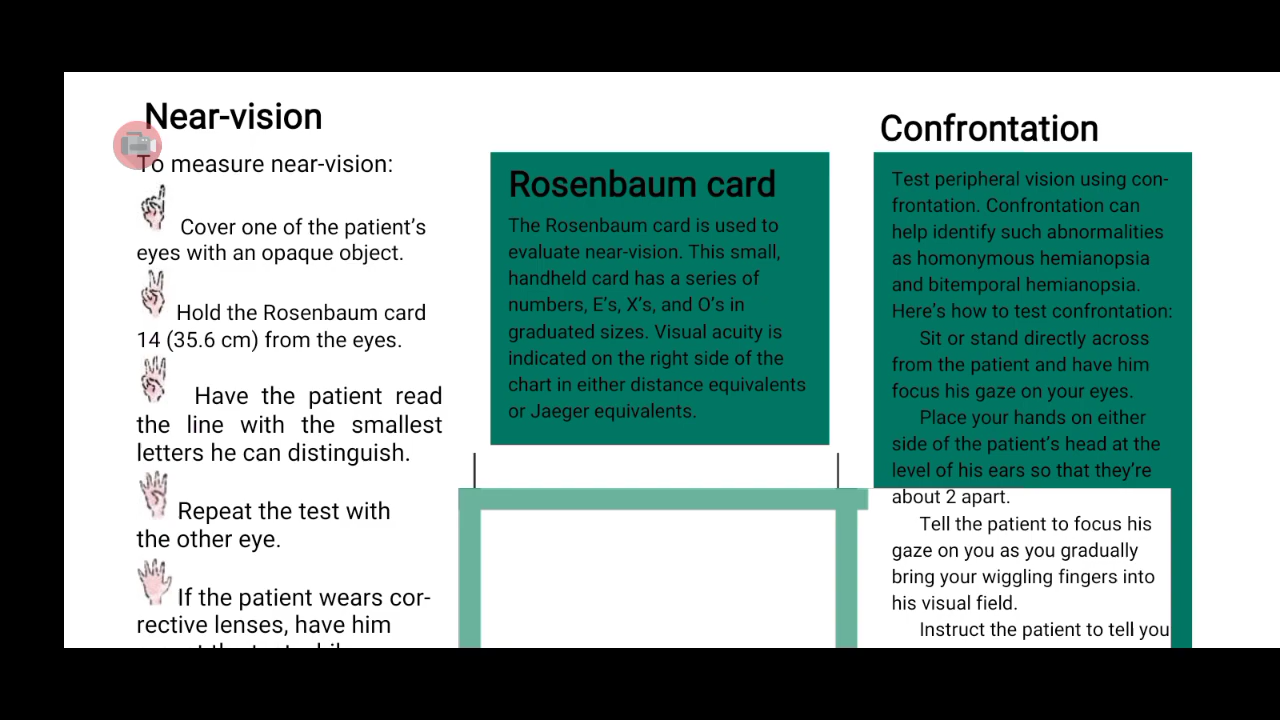 Near-vision
To measure near-vision:
Cover one of the patient’s
eyes with an opaque object.
Hold the Rosenbaum card
14 (35.6 cm) from the eyes.
Have the patient read
the line with the smallest
letters he can distinguish.
Repeat the test with
the other eye.
If the patient wears cor-
rective lenses, have him
Rosenbaum card
The Rosenbaum card is used to
evaluate near-vision. This small,
handheld card has a series of
numbers, E’s, X’s, and O’s in
graduated sizes. Visual acuity is
indicated on the right side of the
chart in either distance equivalents
or Jaeger equivalents.
Confrontation
Test peripheral vision using con-
frontation. Confrontation can
help identify such abnormalities
as homonymous hemianopsia
and bitemporal hemianopsia.
Here’s how to test confrontation:
Sit or stand directly across
from the patient and have him
focus his gaze on your eyes.
Place your hands on either
side of the patient’s head at the
level of his ears so that they’re
about 2 apart.
Tell the patient to focus his
gaze on you as you gradually
bring your wiggling fingers into
his visual field.
Instruct the patient to tell you